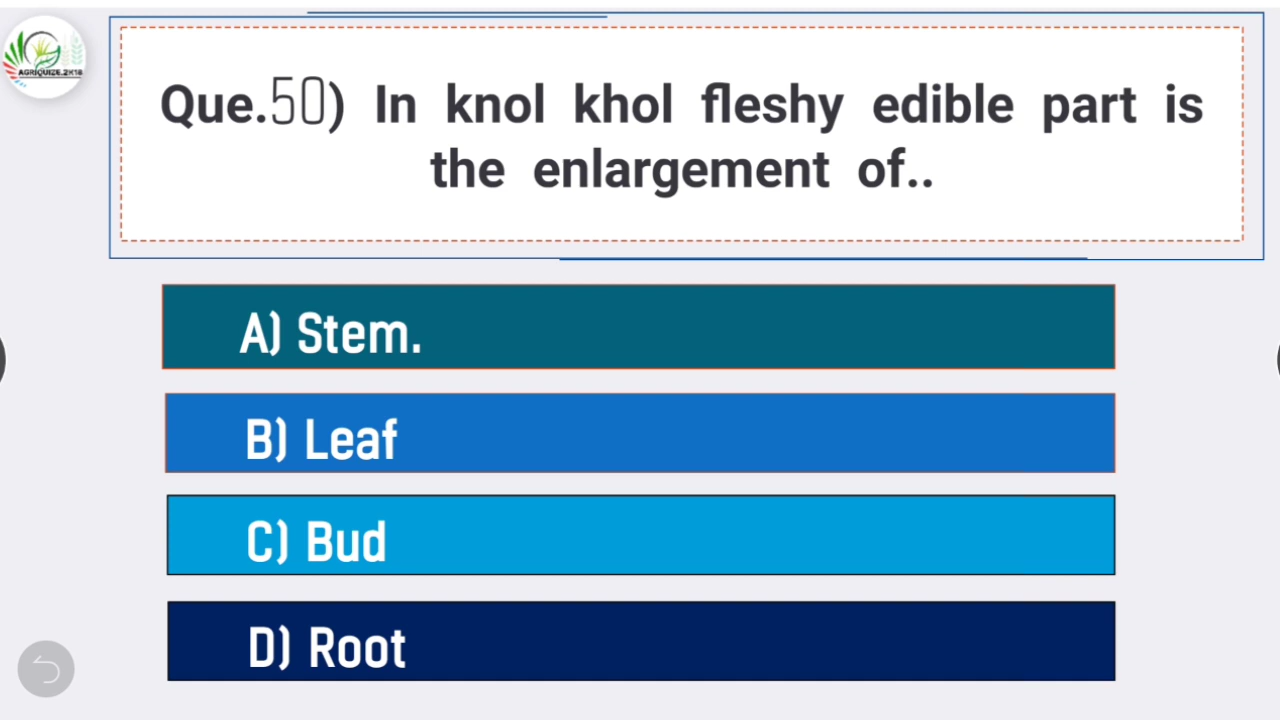 AGRIQUIZE.2K18
Que.50) In knol khol fleshy edible part is
the enlargement of..
A) Stem.
B) Leaf
C) Bud
D) Root